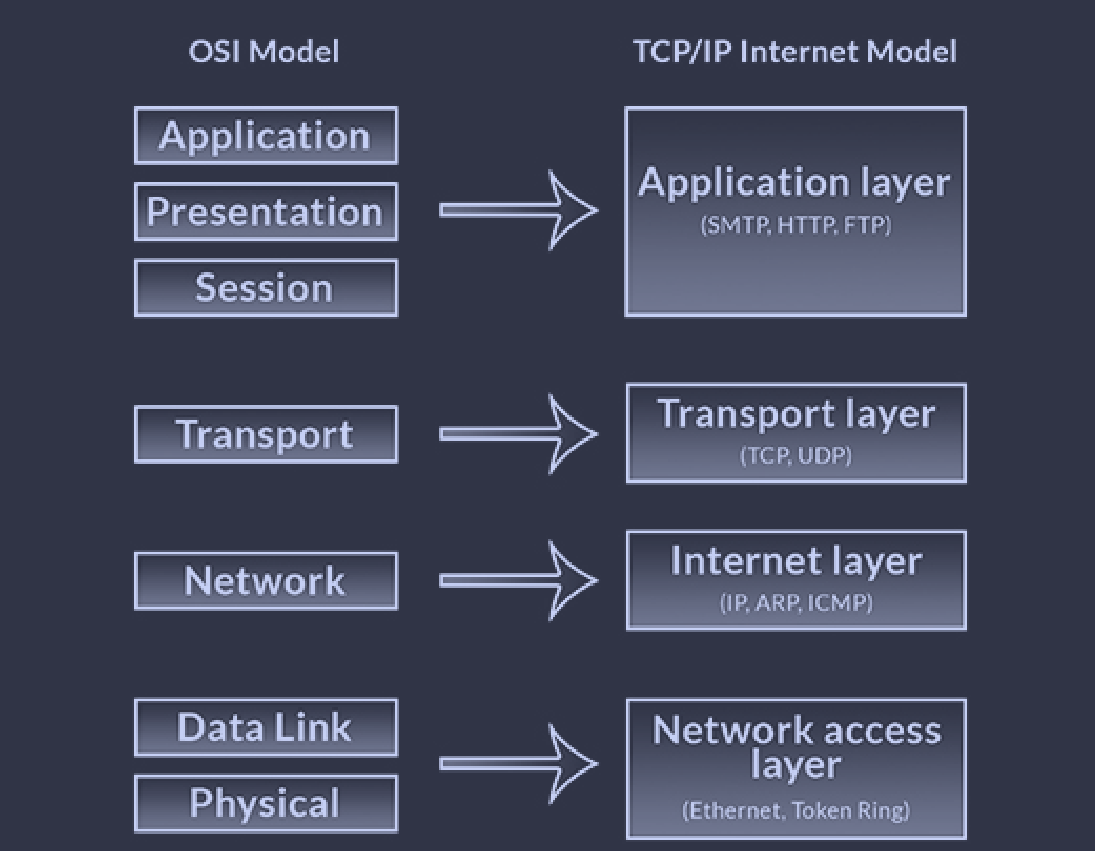 OSI Model
TCP/IP Internet Model
Application
Presentation
Session
Application layer
(SMTP, HTTP, FTP)
Transport
Transport layer
(TCP, UDP)
Network
Internet layer
(IP, ARP, ICMP)
Data Link
Physical
Network access
layer
(Ethernet, Token Ring)